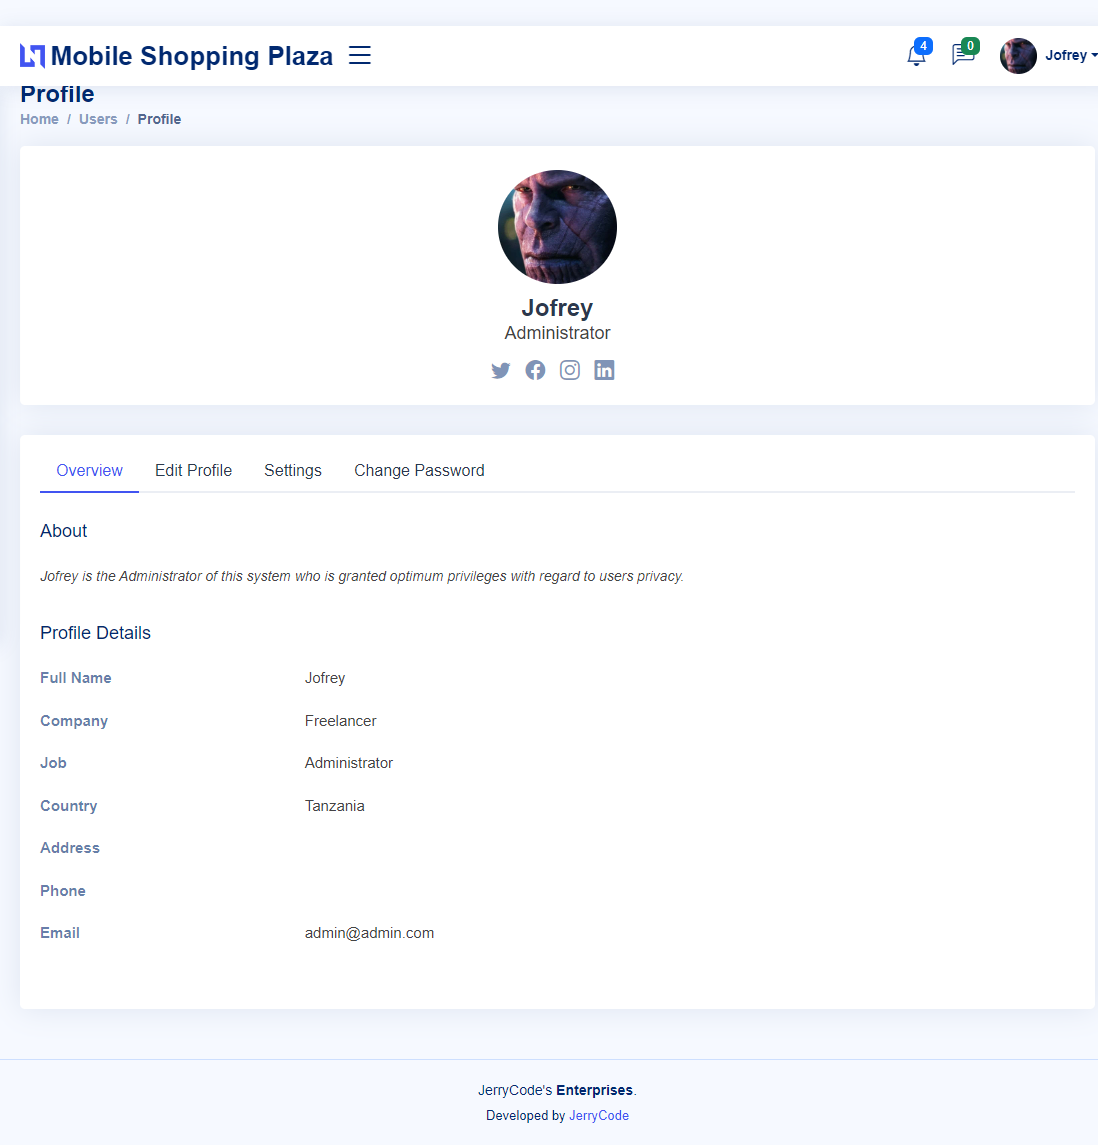 Mobile Shopping Plaza
4
0
Jofrey
Profile
Home / Users / Profile
Jofrey
Administrator
Overview Edit Profile Settings Change Password
About
Jofrey is the Administrator of this system who is granted optimum privileges with regard to users privacy.
Profile Details
Full Name Jofrey
Company Freelancer
Job Administrator
Country Tanzania
Address
Phone
Email admin@admin.com
JerryCode's Enterprises.
Developed by JerryCode